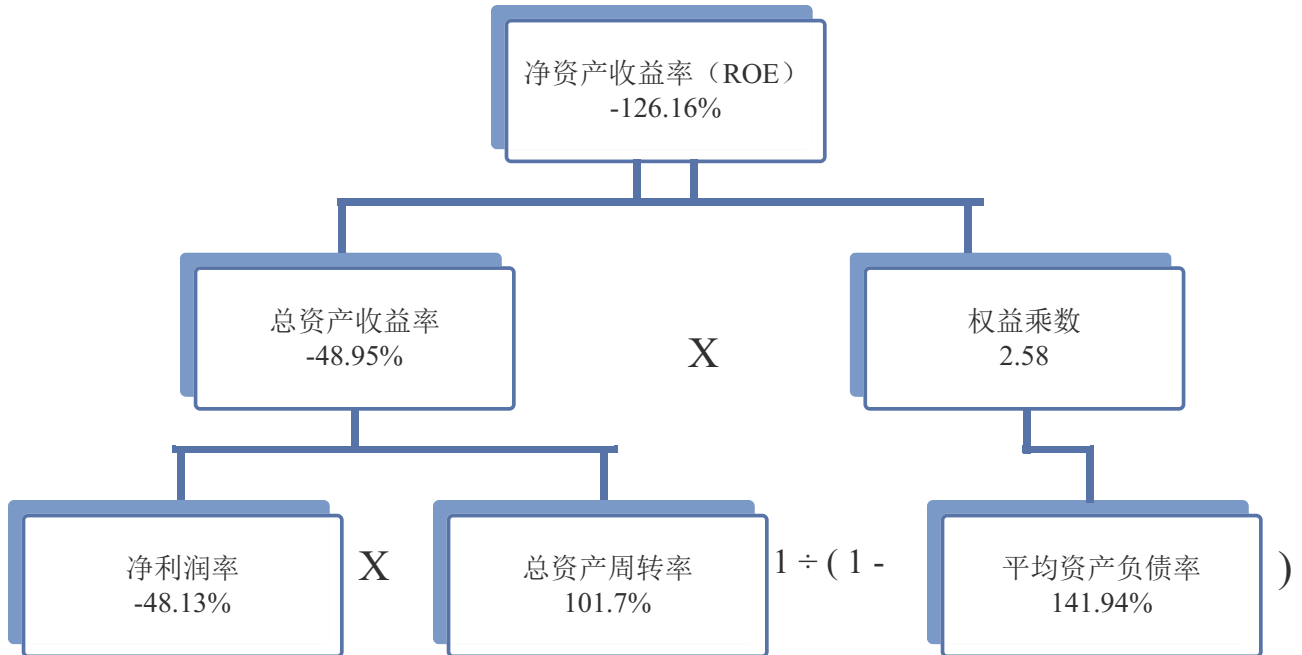 净资产收益率（ROE）
-126.16%
总资产收益率
-48.95%
X
权益乘数
2.58
净利润率
-48.13%
X
总资产周转率
101.7%
1 ÷ ( 1 -
平均资产负债率
141.94%
)